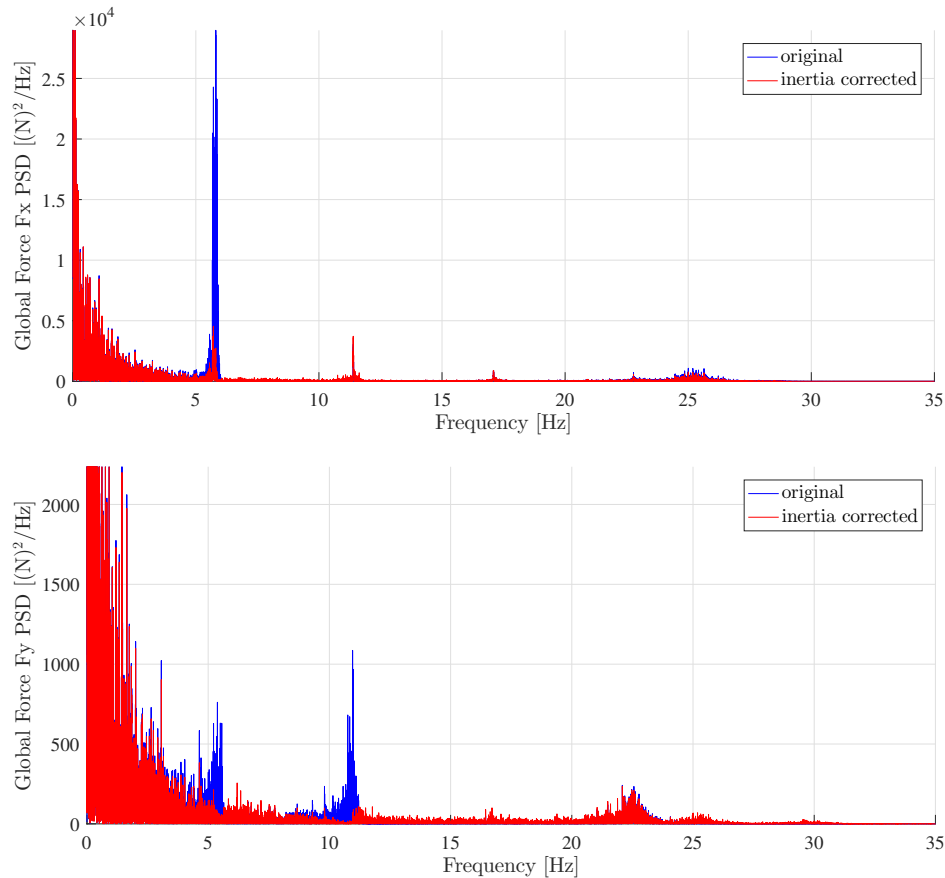 ×10^4
Global Force Fx PSD [(N)^2/Hz]
2.5
2
1.5
1
0.5
0
0 5 10 15 20 25 30 35
Frequency [Hz]
original
inertia corrected
Global Force Fy PSD [(N)^2/Hz]
2000
1500
1000
500
0
0 5 10 15 20 25 30 35
Frequency [Hz]
original
inertia corrected